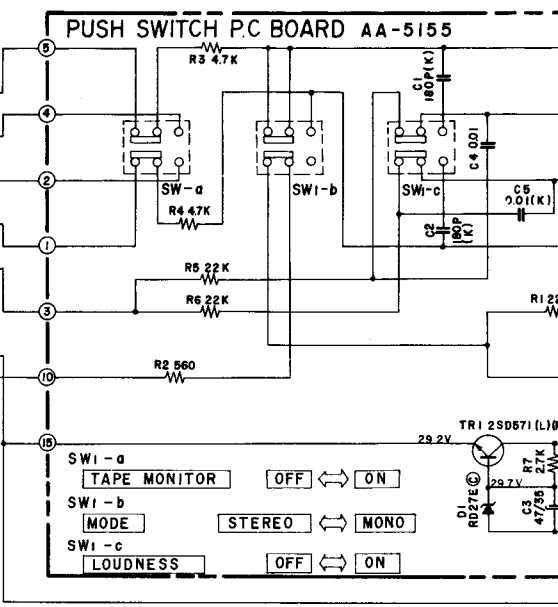 PUSH SWITCH P.C BOARD AA-5155
5
R3 4.7K
C1
180P(K)
4
C4 0.01
2
SW-a
SW1-b
SW1-c
C5
0.01(K)
R4 4.7K
1
C2
180P
(K)
R5 22K
3
R6 22K
R1 22
R2 560
10
TR1 2SD571(L)
15
29.2V
SW1-a
TAPE MONITOR OFF ⇔ ON
R7
2.7K
29.7V
D1
RD27E Ⓒ
C3
47/35
SW1-b
MODE STEREO ⇔ MONO
SW1-c
LOUDNESS OFF ⇔ ON